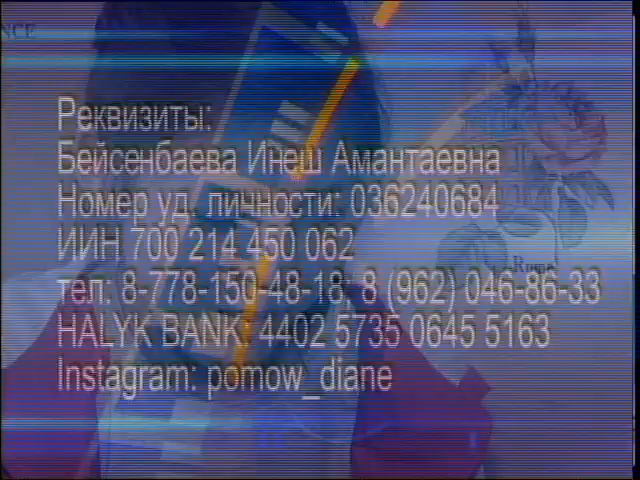 Реквизиты:
Бейсенбаева Инеш Амантаевна
Номер уд. личности: 036240684
ИИН 700 214 450 062
тел: 8-778-150-48-18, 8 (962) 046-86-33
HALYK BANK: 4402 5735 0645 5163
Instagram: pomow_diane